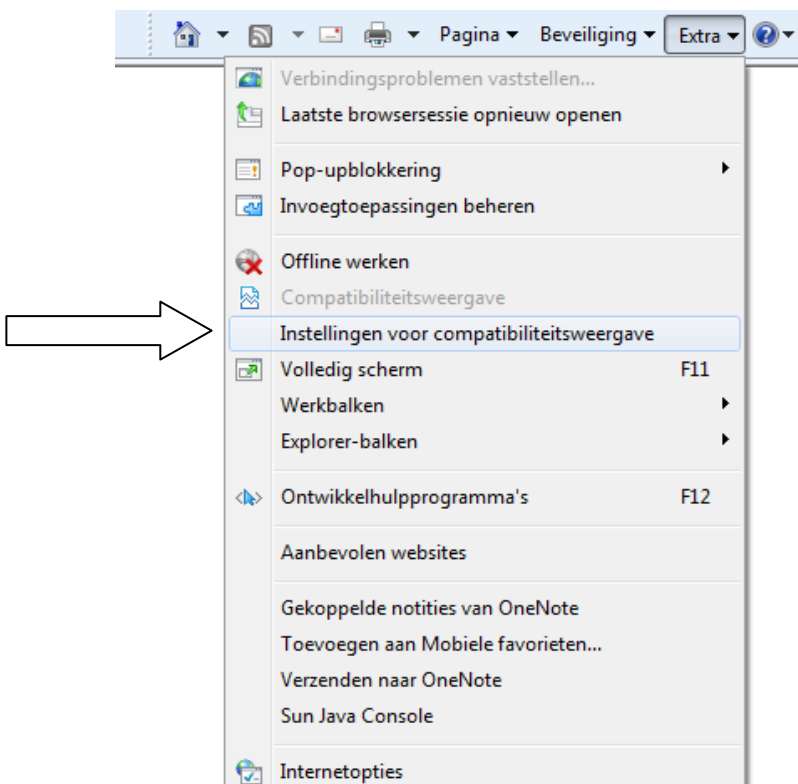 Pagina Beveiliging Extra
Verbindingsproblemen vaststellen...
Laatste browsersessie opnieuw openen
Pop-upblokkering
Invoegtoepassingen beheren
Offline werken
Compatibiliteitsweergave
Instellingen voor compatibiliteitsweergave
Volledig scherm F11
Werkbalken
Explorer-balken
Ontwikkelhulpprogramma's F12
Aanbevolen websites
Gekoppelde notities van OneNote
Toevoegen aan Mobiele favorieten...
Verzenden naar OneNote
Sun Java Console
Internetopties